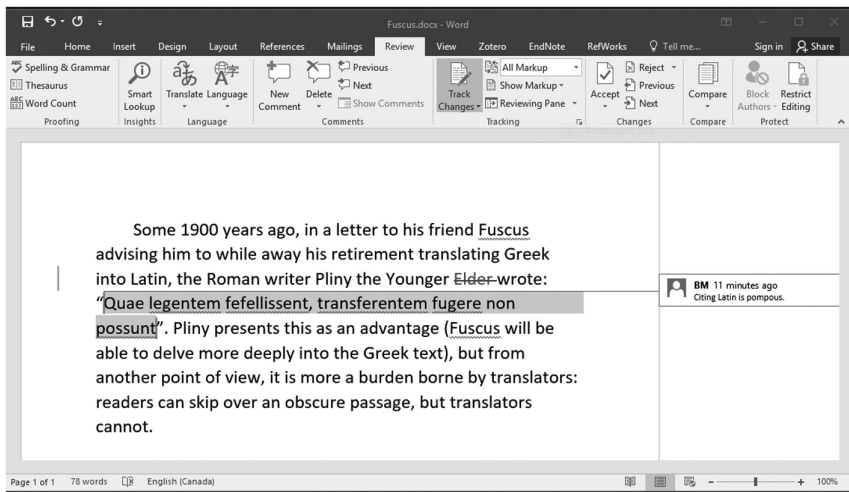 Fuscus.docx - Word
File Home Insert Design Layout References Mailings Review View Zotero EndNote RefWorks Tell me... Sign in Share
ABC Spelling & Grammar
Thesaurus
ABC 123 Word Count
Proofing
Smart Lookup
Insights
Translate Language
Language
New Comment
Delete
Previous
Next
Show Comments
Comments
Track Changes
All Markup
Show Markup
Reviewing Pane
Tracking
Accept
Reject
Previous
Next
Changes
Compare
Compare
Block Authors
Restrict Editing
Protect
Some 1900 years ago, in a letter to his friend Fuscus
advising him to while away his retirement translating Greek
into Latin, the Roman writer Pliny the Younger Elder wrote:
“Quae legentem fefellissent, transferentem fugere non
possunt”. Pliny presents this as an advantage (Fuscus will be
able to delve more deeply into the Greek text), but from
another point of view, it is more a burden borne by translators:
readers can skip over an obscure passage, but translators
cannot.
BM 11 minutes ago
Citing Latin is pompous.
Page 1 of 1 78 words English (Canada) 100%